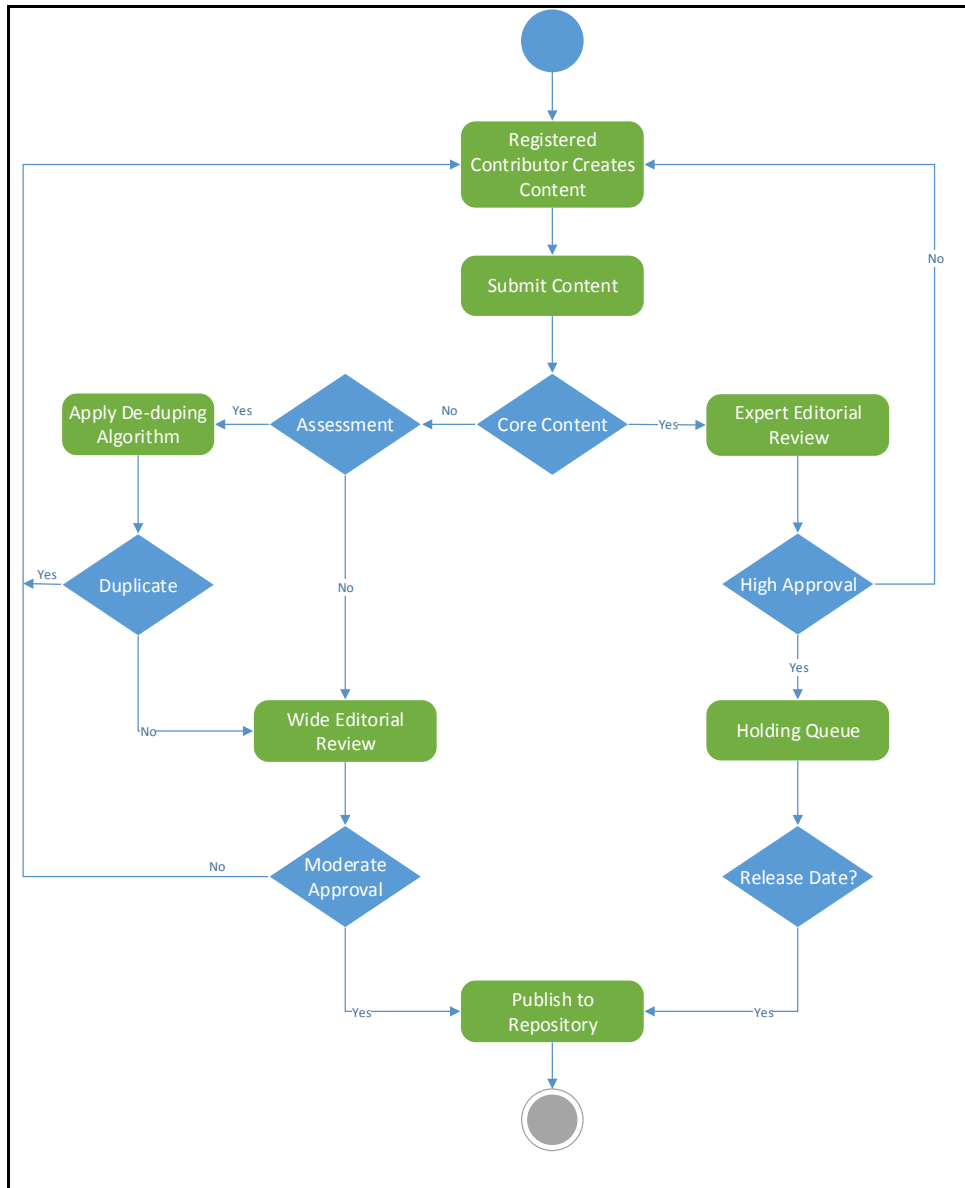 Registered
Contributor Creates
Content
No
Submit Content
Apply De-duping
Algorithm
Yes
Assessment
No
Core Content
Yes
Expert Editorial
Review
Yes
Duplicate
No
High Approval
Yes
No
Wide Editorial
Review
Holding Queue
No
Moderate
Approval
Release Date?
Yes
Publish to
Repository
Yes